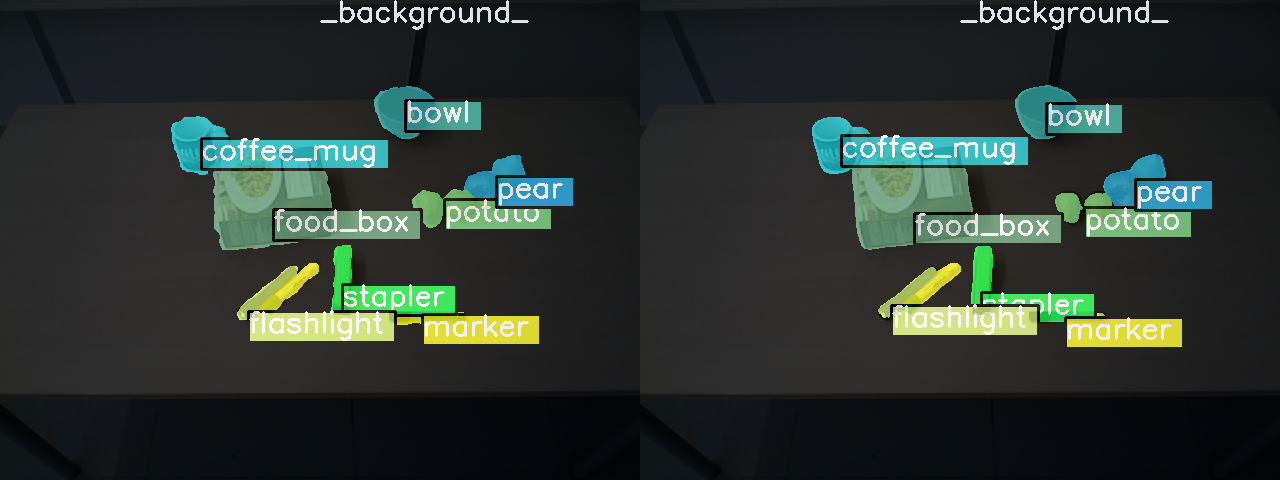 _background_
_background_
bowl
bowl
coffee_mug
coffee_mug
pear
pear
potato
potato
food_box
food_box
stapler
stapler
flashlight
flashlight
marker
marker